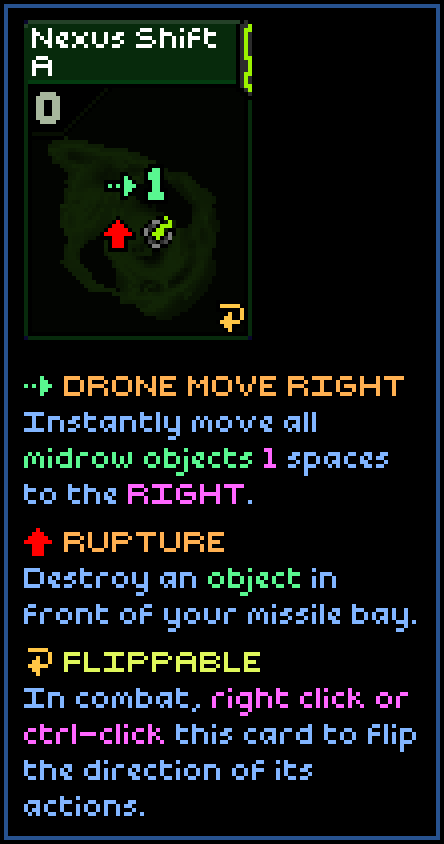 Nexus Shift
A
0
1
DRONE MOVE RIGHT
Instantly move all
midrow objects 1 spaces
to the RIGHT.
RUPTURE
Destroy an object in
front of your missile bay.
FLIPPABLE
In combat, right click or
ctrl-click this card to flip
the direction of its
actions.